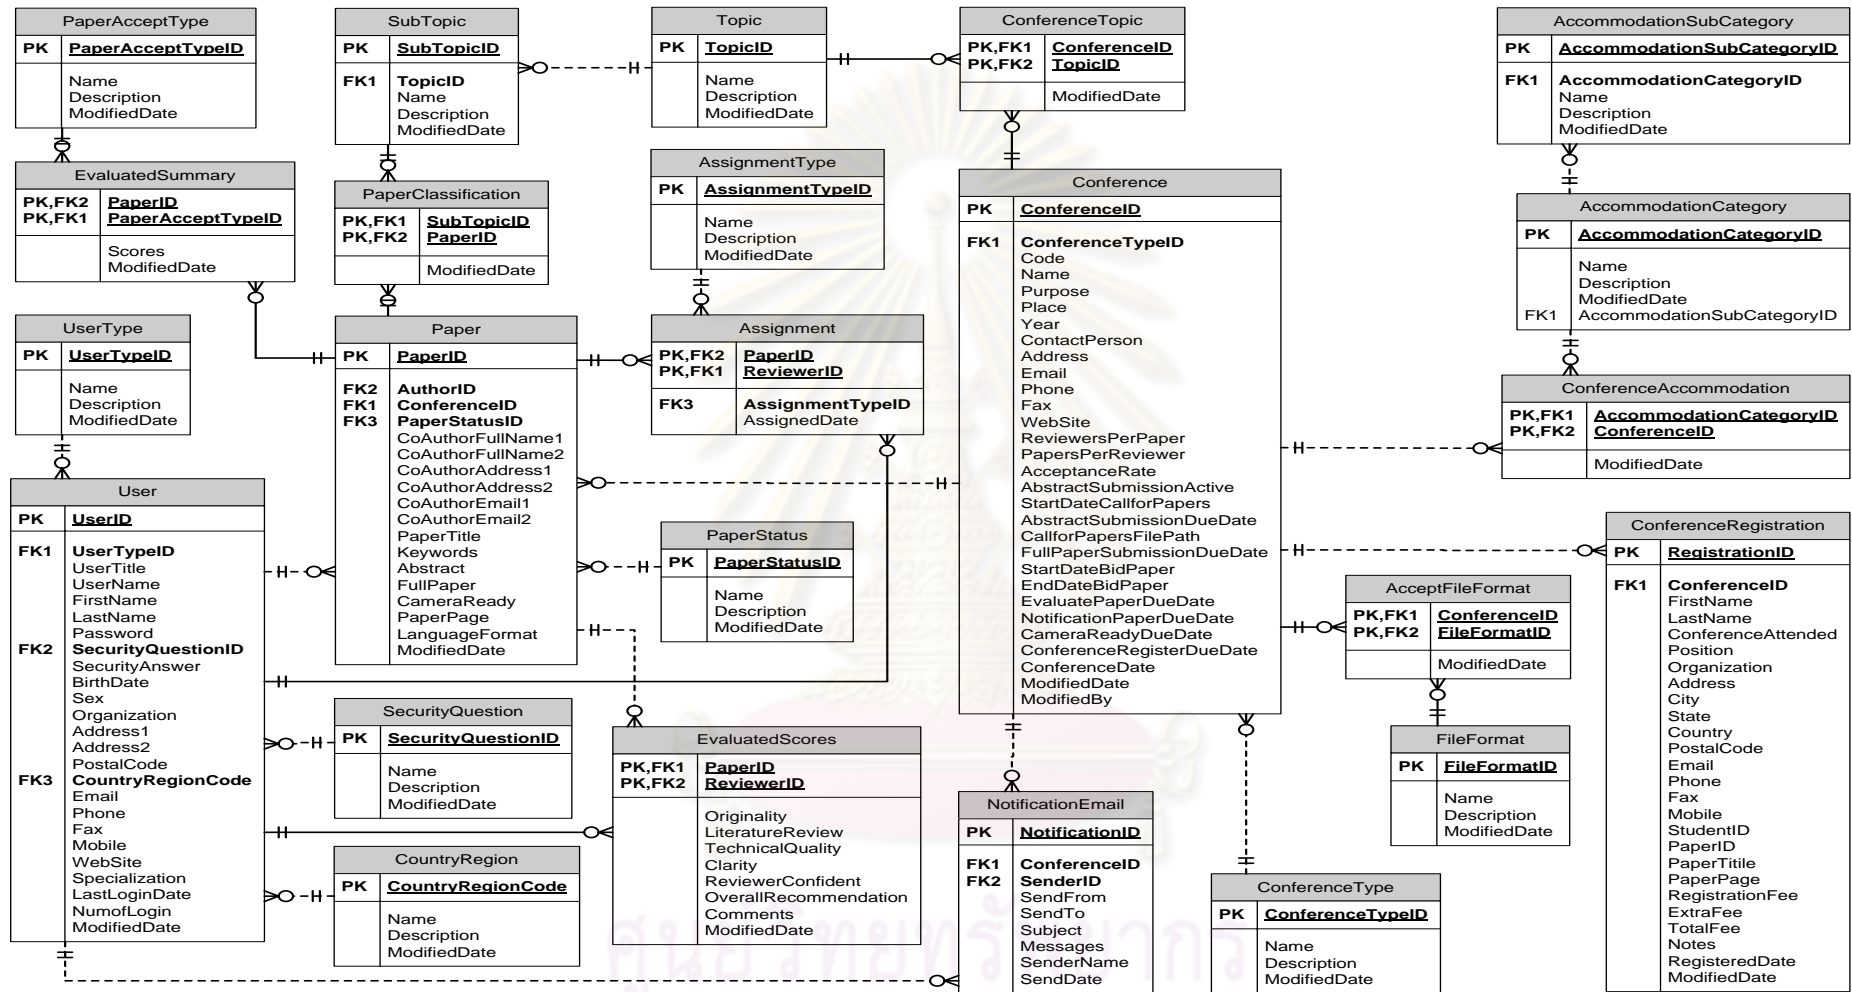 PaperAcceptType
PK PaperAcceptTypeID
Name
Description
ModifiedDate
SubTopic
PK SubTopicID
FK1 TopicID
Name
Description
ModifiedDate
Topic
PK TopicID
Name
Description
ModifiedDate
ConferenceTopic
PK,FK1 ConferenceID
PK,FK2 TopicID
ModifiedDate
AccommodationSubCategory
PK AccommodationSubCategoryID
FK1 AccommodationCategoryID
Name
Description
ModifiedDate
EvaluatedSummary
PK,FK2 PaperID
PK,FK1 PaperAcceptTypeID
Scores
ModifiedDate
PaperClassification
PK,FK1 SubTopicID
PK,FK2 PaperID
ModifiedDate
AssignmentType
PK AssignmentTypeID
Name
Description
ModifiedDate
Conference
PK ConferenceID
FK1 ConferenceTypeID
Code
Name
Purpose
Place
Year
ContactPerson
Address
Email
Phone
Fax
WebSite
ReviewersPerPaper
PapersPerReviewer
AcceptanceRate
AbstractSubmissionActive
StartDateCallforPapers
AbstractSubmissionDueDate
CallforPapersFilePath
FullPaperSubmissionDueDate
StartDateBidPaper
EndDateBidPaper
EvaluatePaperDueDate
NotificationPaperDueDate
CameraReadyDueDate
ConferenceRegisterDueDate
ConferenceDate
ModifiedDate
ModifiedBy
AccommodationCategory
PK AccommodationCategoryID
Name
Description
ModifiedDate
FK1 AccommodationSubCategoryID
UserType
PK UserTypeID
Name
Description
ModifiedDate
Paper
PK PaperID
FK2 AuthorID
FK1 ConferenceID
FK3 PaperStatusID
CoAuthorFullName1
CoAuthorFullName2
CoAuthorAddress1
CoAuthorAddress2
CoAuthorEmail1
CoAuthorEmail2
PaperTitle
Keywords
Abstract
FullPaper
CameraReady
PaperPage
LanguageFormat
ModifiedDate
Assignment
PK,FK2 PaperID
PK,FK1 ReviewerID
FK3 AssignmentTypeID
AssignedDate
ConferenceAccommodation
PK,FK1 AccommodationCategoryID
PK,FK2 ConferenceID
ModifiedDate
User
PK UserID
FK1 UserTypeID
UserTitle
UserName
FirstName
LastName
Password
FK2 SecurityQuestionID
SecurityAnswer
BirthDate
Sex
Organization
Address1
Address2
PostalCode
FK3 CountryRegionCode
Email
Phone
Fax
Mobile
WebSite
Specialization
LastLoginDate
NumofLogin
ModifiedDate
PaperStatus
PK PaperStatusID
Name
Description
ModifiedDate
ConferenceRegistration
PK RegistrationID
FK1 ConferenceID
FirstName
LastName
ConferenceAttended
Position
Organization
Address
City
State
Country
PostalCode
Email
Phone
Fax
Mobile
StudentID
PaperID
PaperTitile
PaperPage
RegistrationFee
ExtraFee
TotalFee
Notes
RegisteredDate
ModifiedDate
AcceptFileFormat
PK,FK1 ConferenceID
PK,FK2 FileFormatID
ModifiedDate
SecurityQuestion
PK SecurityQuestionID
Name
Description
ModifiedDate
EvaluatedScores
PK,FK1 PaperID
PK,FK2 ReviewerID
Originality
LiteratureReview
TechnicalQuality
Clarity
ReviewerConfident
OverallRecommendation
Comments
ModifiedDate
FileFormat
PK FileFormatID
Name
Description
ModifiedDate
NotificationEmail
PK NotificationID
FK1 ConferenceID
FK2 SenderID
SendFrom
SendTo
Subject
Messages
SenderName
SendDate
CountryRegion
PK CountryRegionCode
Name
Description
ModifiedDate
ConferenceType
PK ConferenceTypeID
Name
Description
ModifiedDate
ศูนย์วิทยทรัพยากร